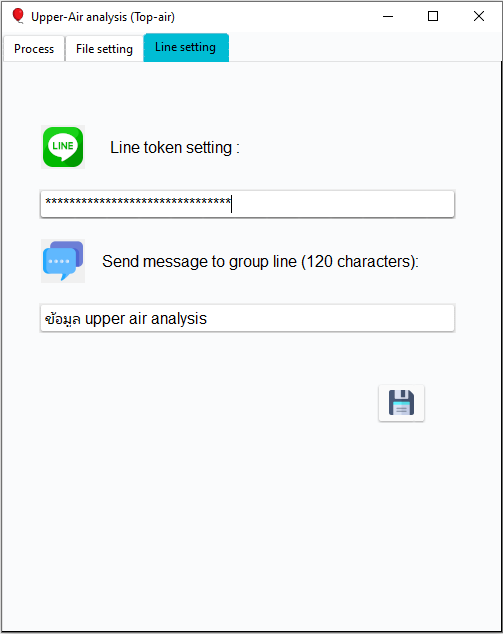 Upper-Air analysis (Top-air)
Process File setting Line setting
LINE
Line token setting :
*******************************
Send message to group line (120 characters):
ข้อมูล upper air analysis